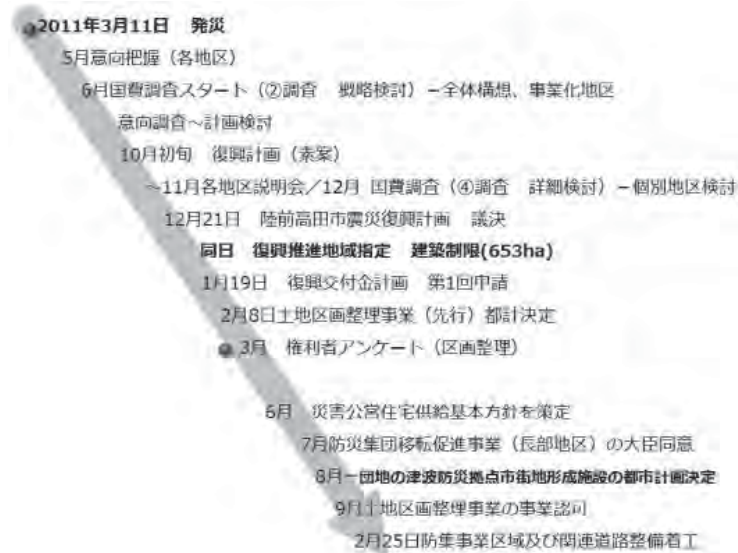 2011年3月11日　発災
5月意向把握（各地区）
6月国費調査スタート（②調査　戦略検討）－全体構想、事業化地区
意向調査～計画検討
10月初旬　復興計画（素案）
～11月各地区説明会／12月 国費調査（④調査　詳細検討）－個別地区検討
12月21日　陸前高田市震災復興計画　議決
同日　復興推進地域指定　建築制限(653ha)
1月19日　復興交付金計画　第1回申請
2月8日土地区画整理事業（先行）都計決定
3月　権利者アンケート（区画整理）
6月　災害公営住宅供給基本方針を策定
7月防災集団移転促進事業（長部地区）の大臣同意
8月一団地の津波防災拠点市街地形成施設の都市計画決定
9月土地区画整理事業の事業認可
2月25日防集事業区域及び関連道路整備着工